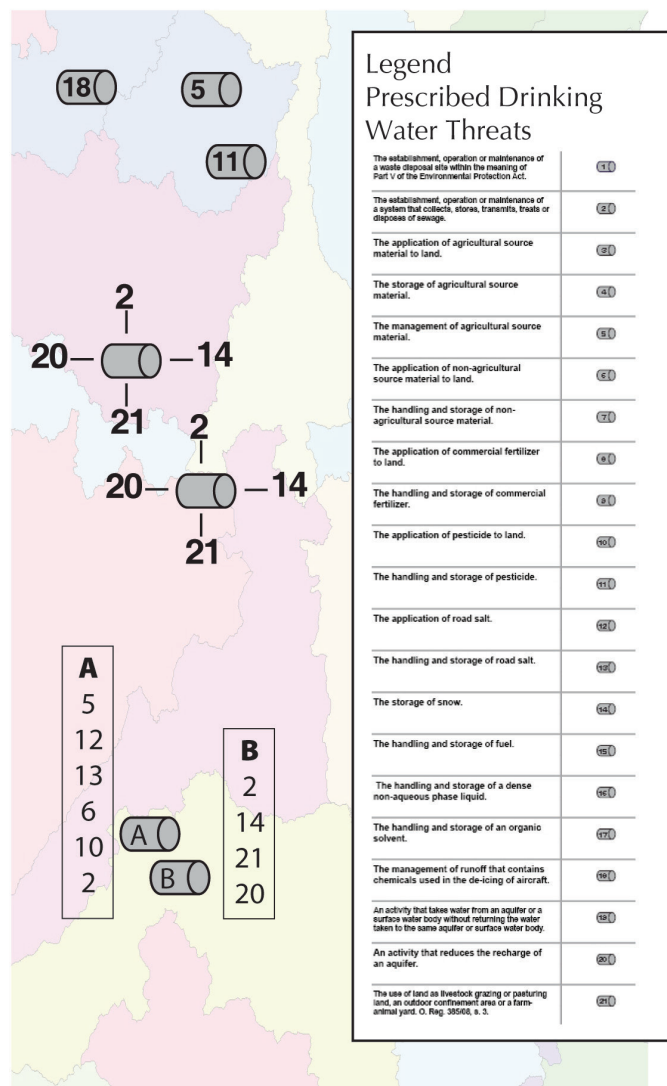 18
5
11
2
20
14
21
2
20
14
21
A
5
12
13
6
10
2
B
2
14
21
20
A
B
Legend
Prescribed Drinking
Water Threats
The establishment, operation or maintenance of
a waste disposal site within the meaning of
Part V of the Environmental Protection Act.
1
The establishment, operation or maintenance of
a system that collects, stores, transmits, treats or
disposes of sewage.
2
The application of agricultural source
material to land.
3
The storage of agricultural source
material.
4
The management of agricultural source
material.
5
The application of non-agricultural
source material to land.
6
The handling and storage of non-
agricultural source material.
7
The application of commercial fertilizer
to land.
8
The handling and storage of commercial
fertilizer.
9
The application of pesticide to land.
10
The handling and storage of pesticide.
11
The application of road salt.
12
The handling and storage of road salt.
13
The storage of snow.
14
The handling and storage of fuel.
15
The handling and storage of a dense
non-aqueous phase liquid.
16
The handling and storage of an organic
solvent.
17
The management of runoff that contains
chemicals used in the de-icing of aircraft.
18
An activity that takes water from an aquifer or a
surface water body without returning the water
taken to the same aquifer or surface water body.
19
An activity that reduces the recharge of
an aquifer.
20
The use of land as livestock grazing or pasturing
land, an outdoor confinement area or a farm-
animal yard. O. Reg. 385/08, s. 3.
21